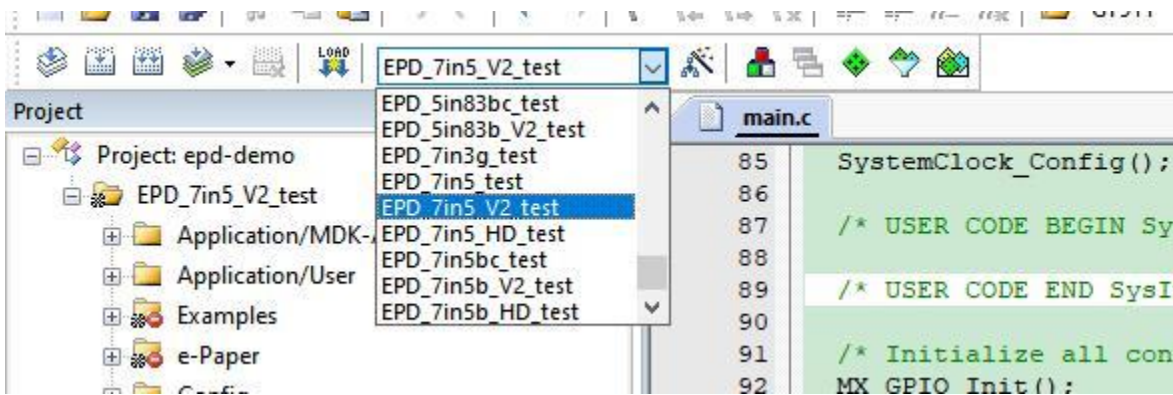 LOAD
EPD_7in5_V2_test
Project
Project: epd-demo
EPD_7in5_V2_test
Application/MDK-
Application/User
Examples
e-Paper
Config
EPD_5in83bc_test
EPD_5in83b_V2_test
EPD_7in3g_test
EPD_7in5_test
EPD_7in5_V2_test
EPD_7in5_HD_test
EPD_7in5bc_test
EPD_7in5b_V2_test
EPD_7in5b_HD_test
main.c
85 SystemClock_Config();
86
87 /* USER CODE BEGIN Sy
88
89 /* USER CODE END SysI
90
91 /* Initialize all con
92 MX_GPIO_Init();